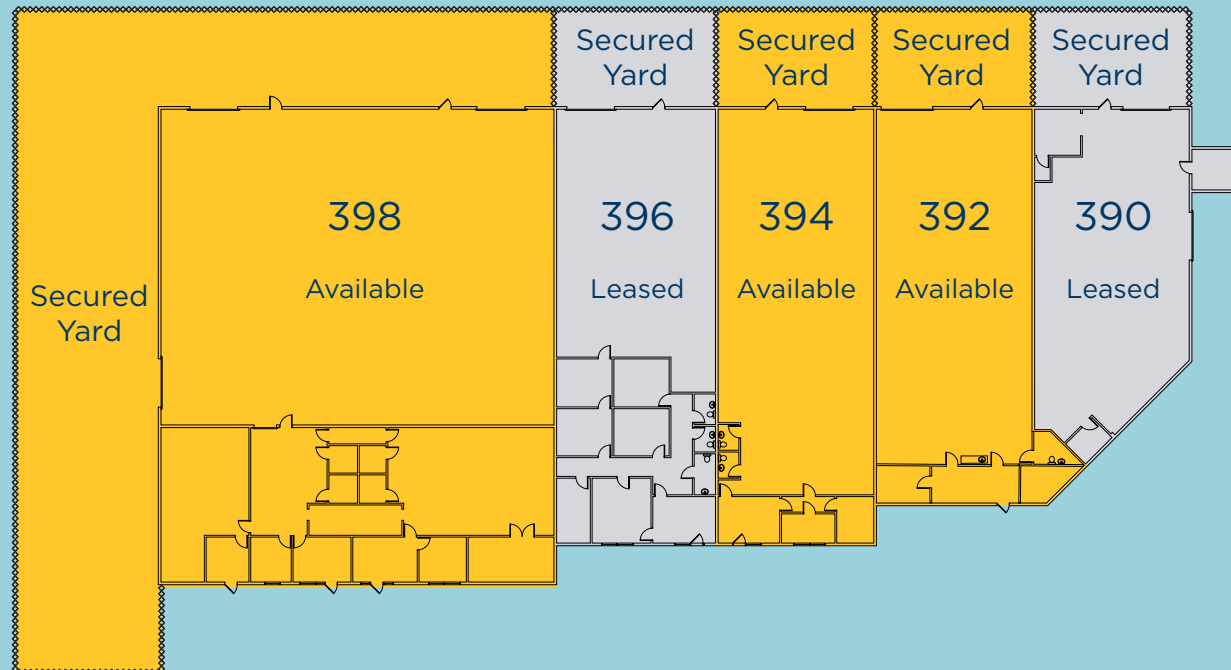 Secured
Yard
Secured
Yard
Secured
Yard
Secured
Yard
398
Available
396
Leased
394
Available
392
Available
390
Leased
Secured
Yard